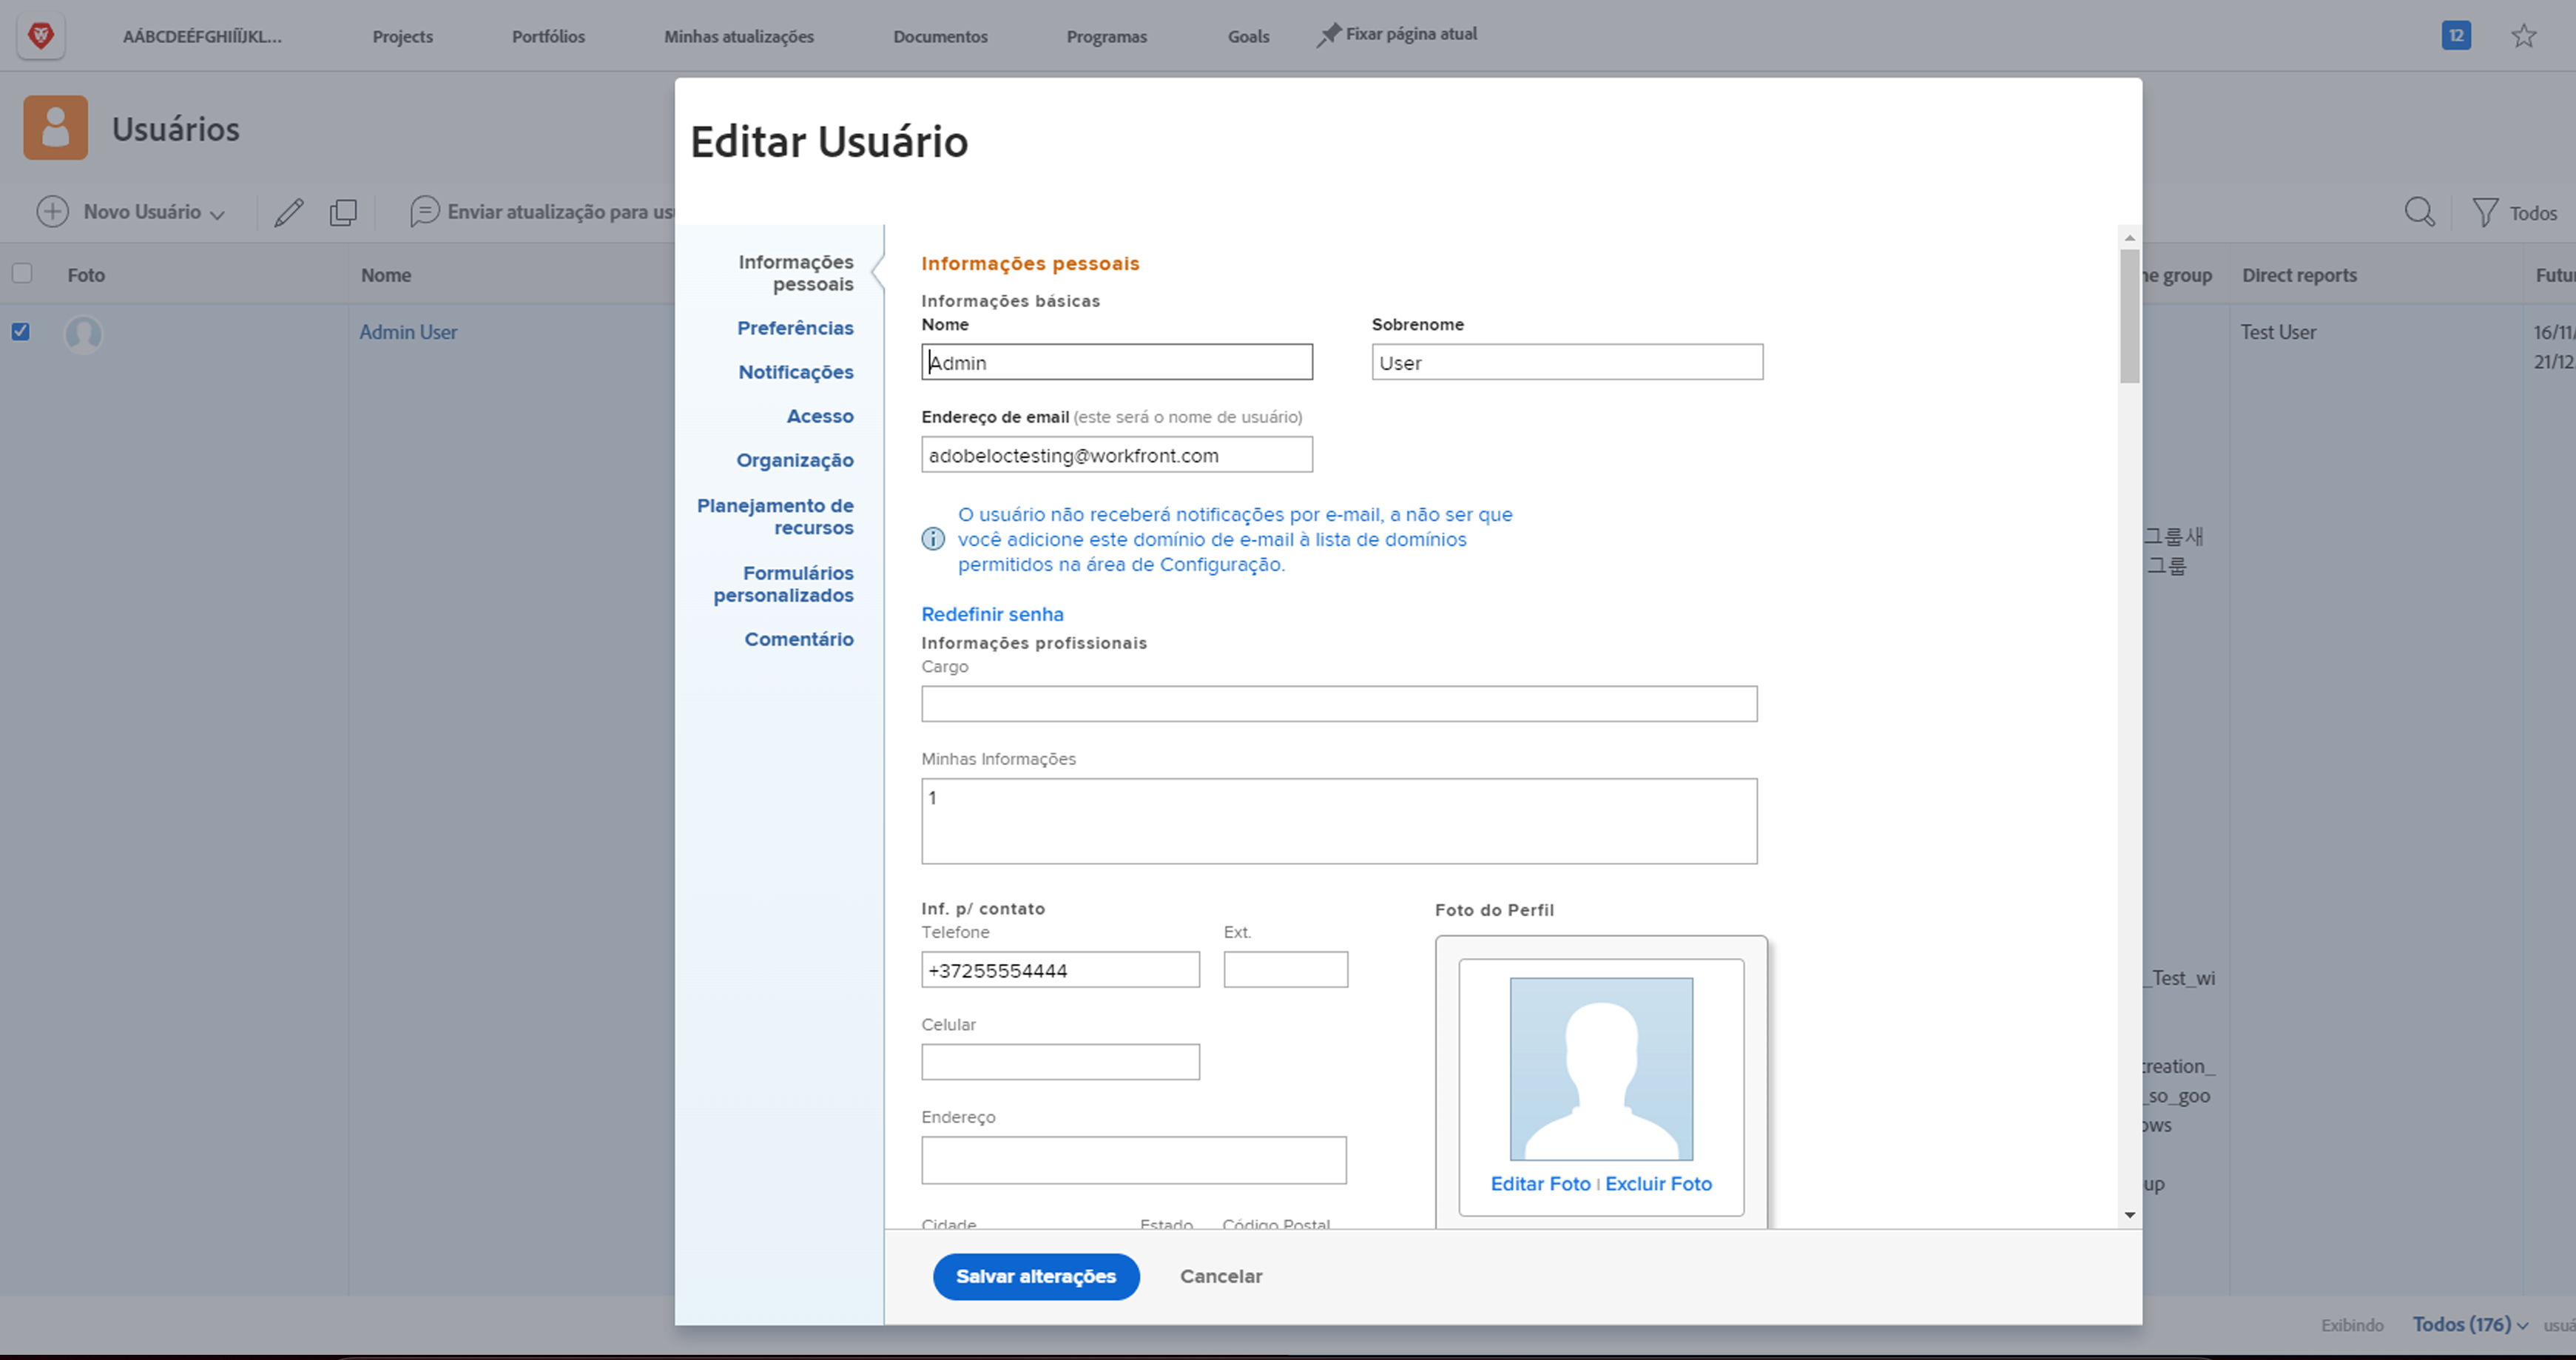 AÁBCDEÉFGHIÍÏJKL...
Projects
Portfólios
Minhas atualizações
Documentos
Programas
Goals
Fixar página atual
12
Usuários
Novo Usuário
Enviar atualização para
Todos
Foto
Nome
group
Direct reports
Admin User
Test User
16/11/
21/12
그룹새
그룹
_Test_wi
creation_
_so_goo
ows
up
Editar Usuário
Informações
pessoais
Preferências
Notificações
Acesso
Organização
Planejamento de
recursos
Formulários
personalizados
Comentário
Informações pessoais
Informações básicas
Nome
Sobrenome
Admin
User
Endereço de email (este será o nome de usuário)
adobeloctesting@workfront.com
O usuário não receberá notificações por e-mail, a não ser que
você adicione este domínio de e-mail à lista de domínios
permitidos na área de Configuração.
Redefinir senha
Informações profissionais
Cargo
Minhas Informações
1
Inf. p/ contato
Telefone
Ext.
+37255554444
Celular
Endereço
Cidade
Estado
Código Postal
Foto do Perfil
Editar Foto | Excluir Foto
Salvar alterações
Cancelar
Exibindo
Todos (176)